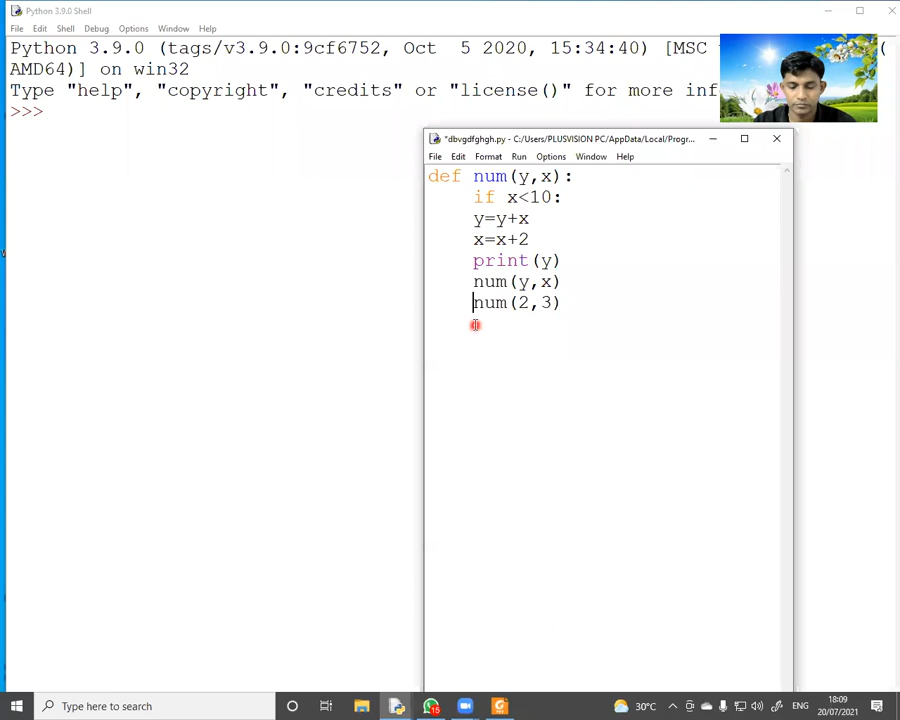 Python 3.9.0 Shell
File Edit Shell Debug Options Window Help
Python 3.9.0 (tags/v3.9.0:9cf6752, Oct  5 2020, 15:34:40) [MSC (
AMD64)] on win32
Type "help", "copyright", "credits" or "license()" for more inf
>>>
*dbvgdfghgh.py - C:/Users/PLUSVISION PC/AppData/Local/Progr...
File Edit Format Run Options Window Help
def num(y,x):
    if x<10:
    y=y+x
    x=x+2
    print(y)
    num(y,x)
    num(2,3)
Type here to search
15
30°C
ENG
18:09
20/07/2021